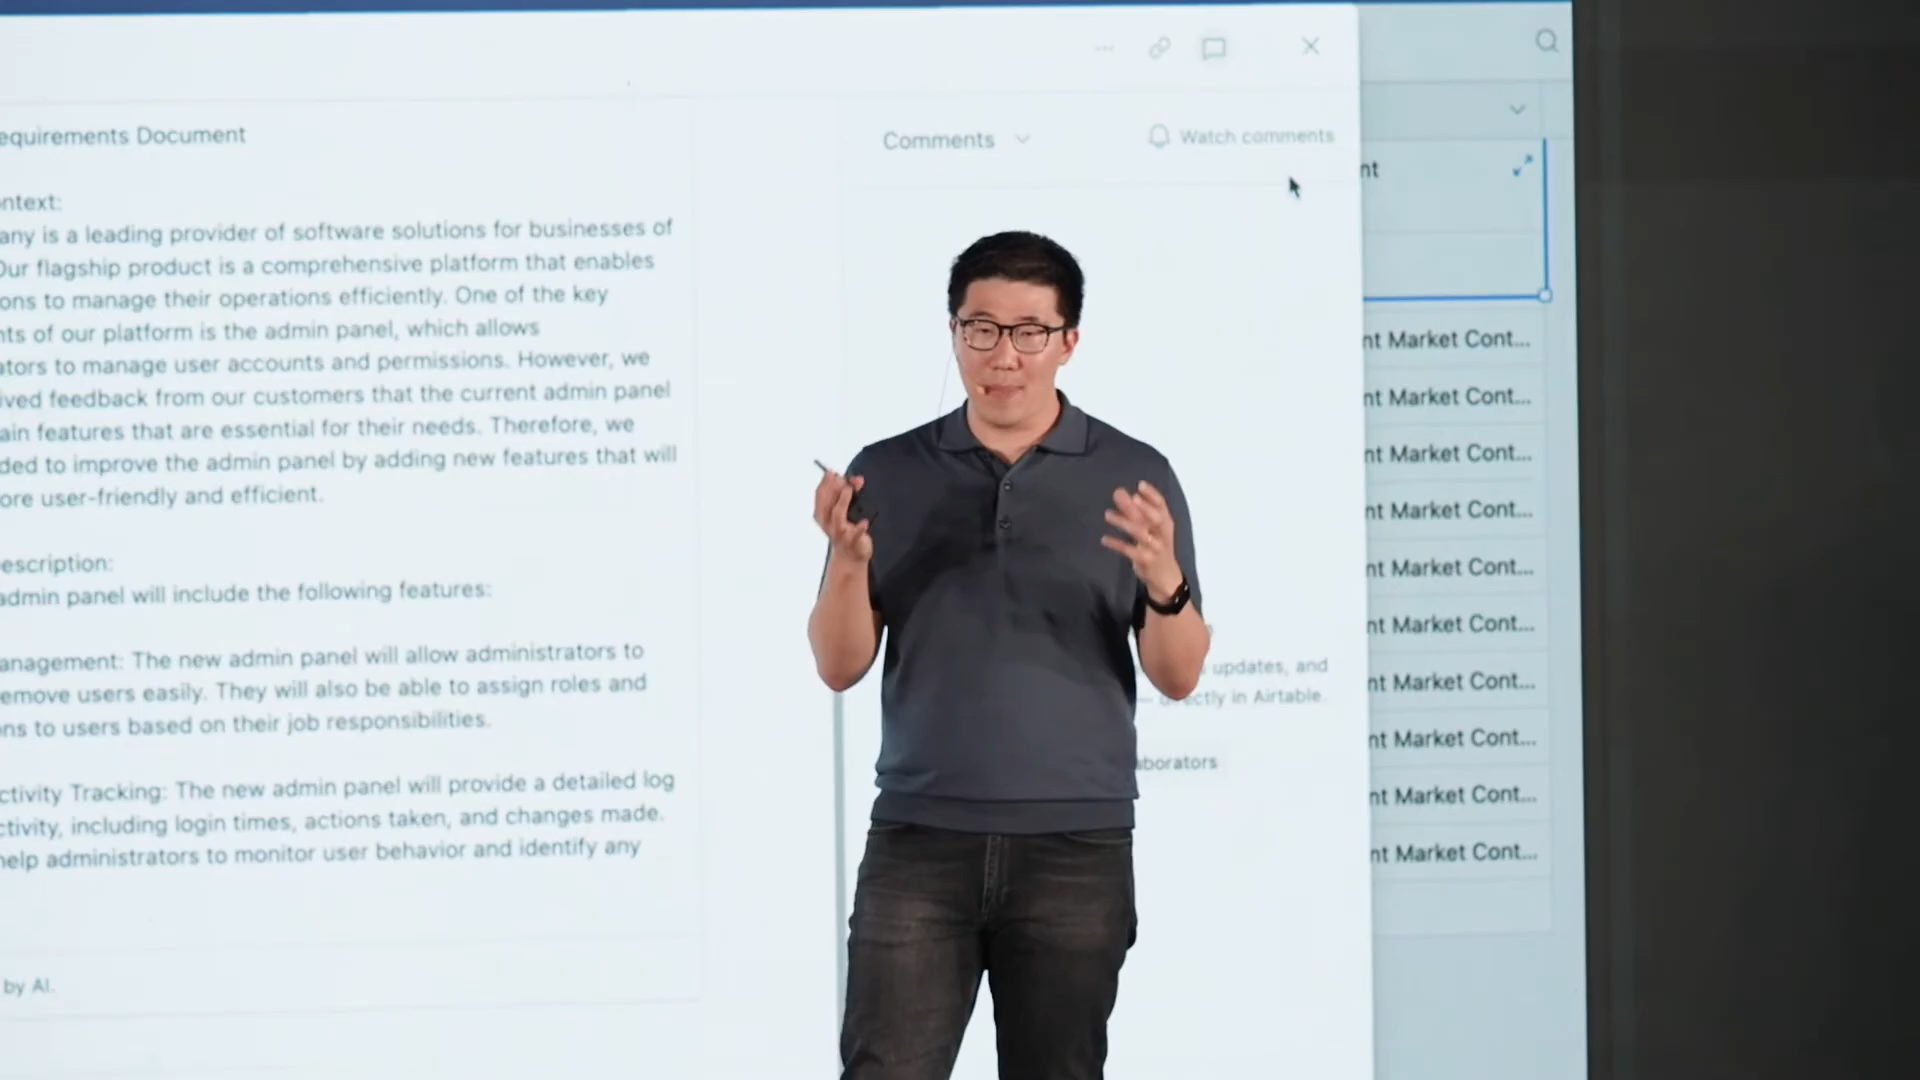 equirements Document
ntext:
any is a leading provider of software solutions for businesses of
Our flagship product is a comprehensive platform that enables
ons to manage their operations efficiently. One of the key
nts of our platform is the admin panel, which allows
ators to manage user accounts and permissions. However, we
ived feedback from our customers that the current admin panel
ain features that are essential for their needs. Therefore, we
ded to improve the admin panel by adding new features that will
ore user-friendly and efficient.
escription:
admin panel will include the following features:
anagement: The new admin panel will allow administrators to
emove users easily. They will also be able to assign roles and
ons to users based on their job responsibilities.
ctivity Tracking: The new admin panel will provide a detailed log
ctivity, including login times, actions taken, and changes made.
help administrators to monitor user behavior and identify any
by AI.
Comments
Watch comments
updates, and
in Airtable.
aborators
nt
nt Market Cont...
nt Market Cont...
nt Market Cont...
nt Market Cont...
nt Market Cont...
nt Market Cont...
nt Market Cont...
nt Market Cont...
nt Market Cont...
nt Market Cont...